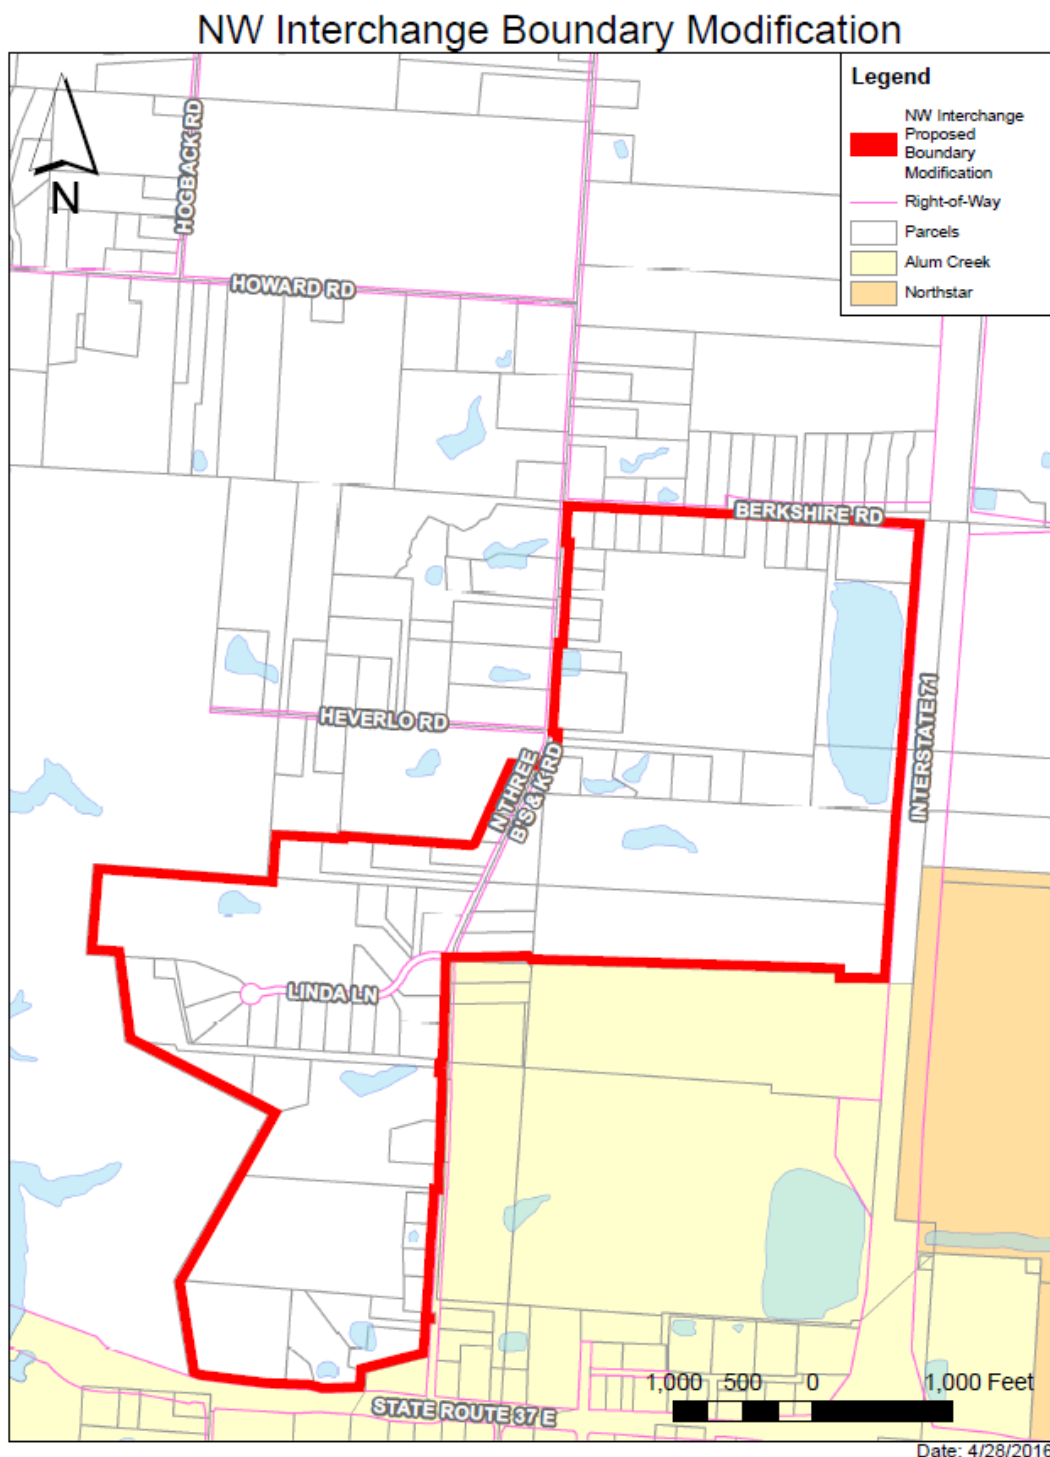 NW Interchange Boundary Modification
Legend
NW Interchange
Proposed
Boundary
Modification
Right-of-Way
Parcels
Alum Creek
Northstar
N
HOGBACK RD
HOWARD RD
BERKSHIRE RD
HEVERLO RD
INTERSTATE 71
N THREE
B'S & K RD
LINDA LN
1,000 500 0 1,000 Feet
STATE ROUTE 37 E
Date: 4/28/2016